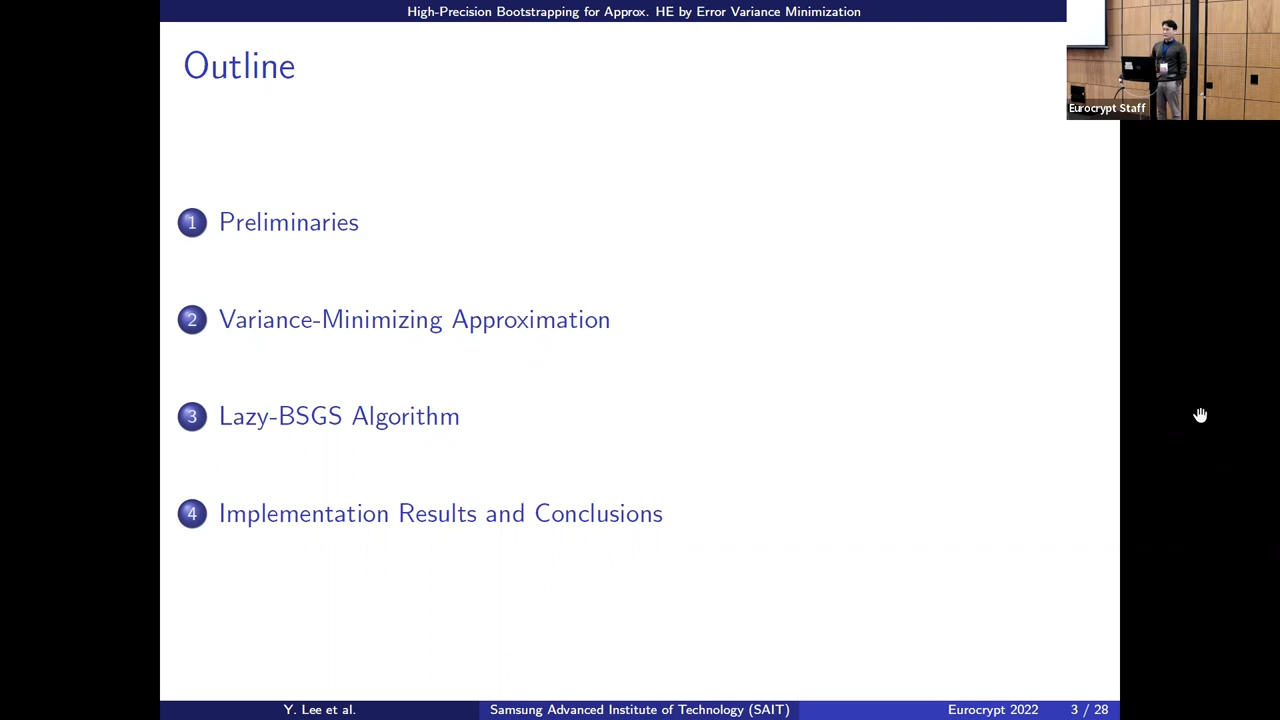 High-Precision Bootstrapping for Approx. HE by Error Variance Minimization
Outline
Eurocrypt Staff
1 Preliminaries
2 Variance-Minimizing Approximation
3 Lazy-BSGS Algorithm
4 Implementation Results and Conclusions
Y. Lee et al.
Samsung Advanced Institute of Technology (SAIT)
Eurocrypt 2022
3 / 28